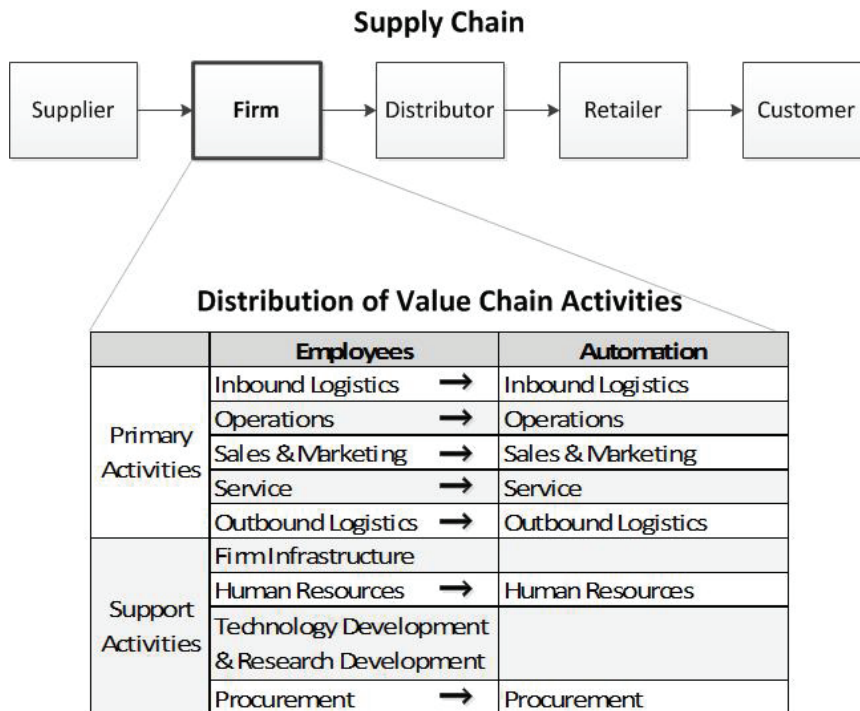 Supply Chain
Supplier
Firm
Distributor
Retailer
Customer
Distribution of Value Chain Activities
Employees Automation
Primary Activities
Inbound Logistics → Inbound Logistics
Operations → Operations
Sales & Marketing → Sales & Marketing
Service → Service
Outbound Logistics → Outbound Logistics
Support Activities
Firm Infrastructure
Human Resources → Human Resources
Technology Development
& Research Development
Procurement → Procurement